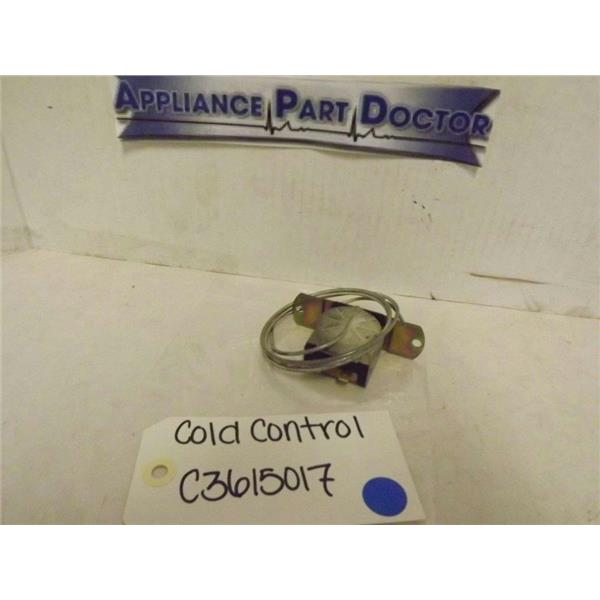 APPLIANCE PART DOCTOR
Cold Control
C3615017